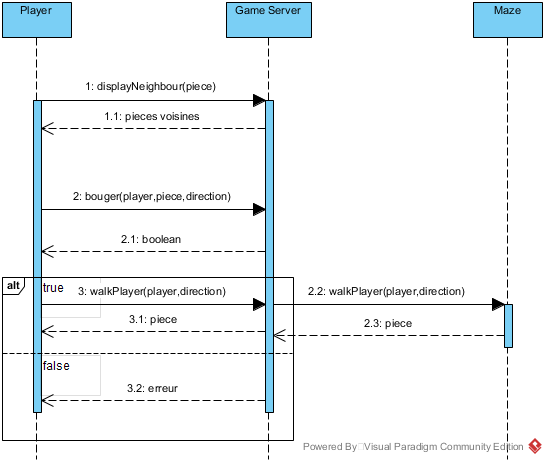 Player
Game Server
Maze
1: displayNeighbour(piece)
1.1: pieces voisines
2: bouger(player,piece,direction)
2.1: boolean
alt
true
3: walkPlayer(player,direction)
2.2: walkPlayer(player,direction)
3.1: piece
2.3: piece
false
3.2: erreur
Powered By Visual Paradigm Community Edition